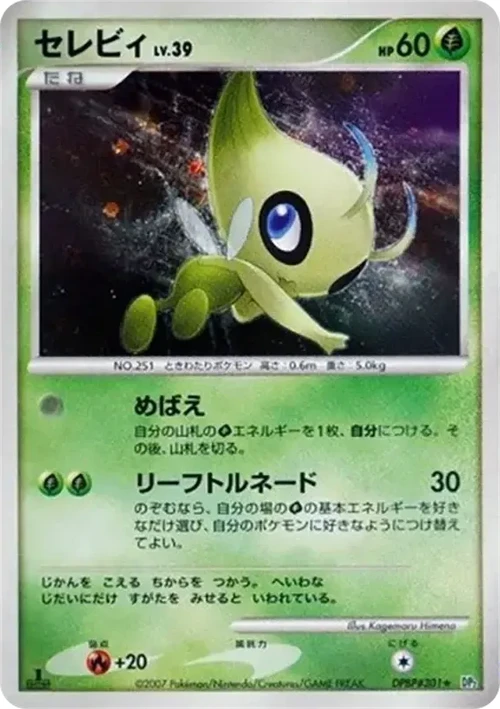 セレビィ LV.39 HP60
たね
NO.251 ときわたりポケモン 高さ:0.6m 重さ:5.0kg
めばえ
自分の山札のエネルギーを1枚、自分につける。そ
の後、山札を切る。
リーフトルネード 30
のぞむなら、自分の場の の基本エネルギーを好き
なだけ選び、自分のポケモンに好きなようにつけ替え
てよい。
じかんを こえる ちからを つかう。へいわな
じだいにだけ すがたを みせると いわれている。
Illus. Kagemaru Himeno
弱点 抵抗力 にげる
+20
1
©2007 Pokémon/Nintendo/Creatures/GAME FREAK.
DPBP#301★